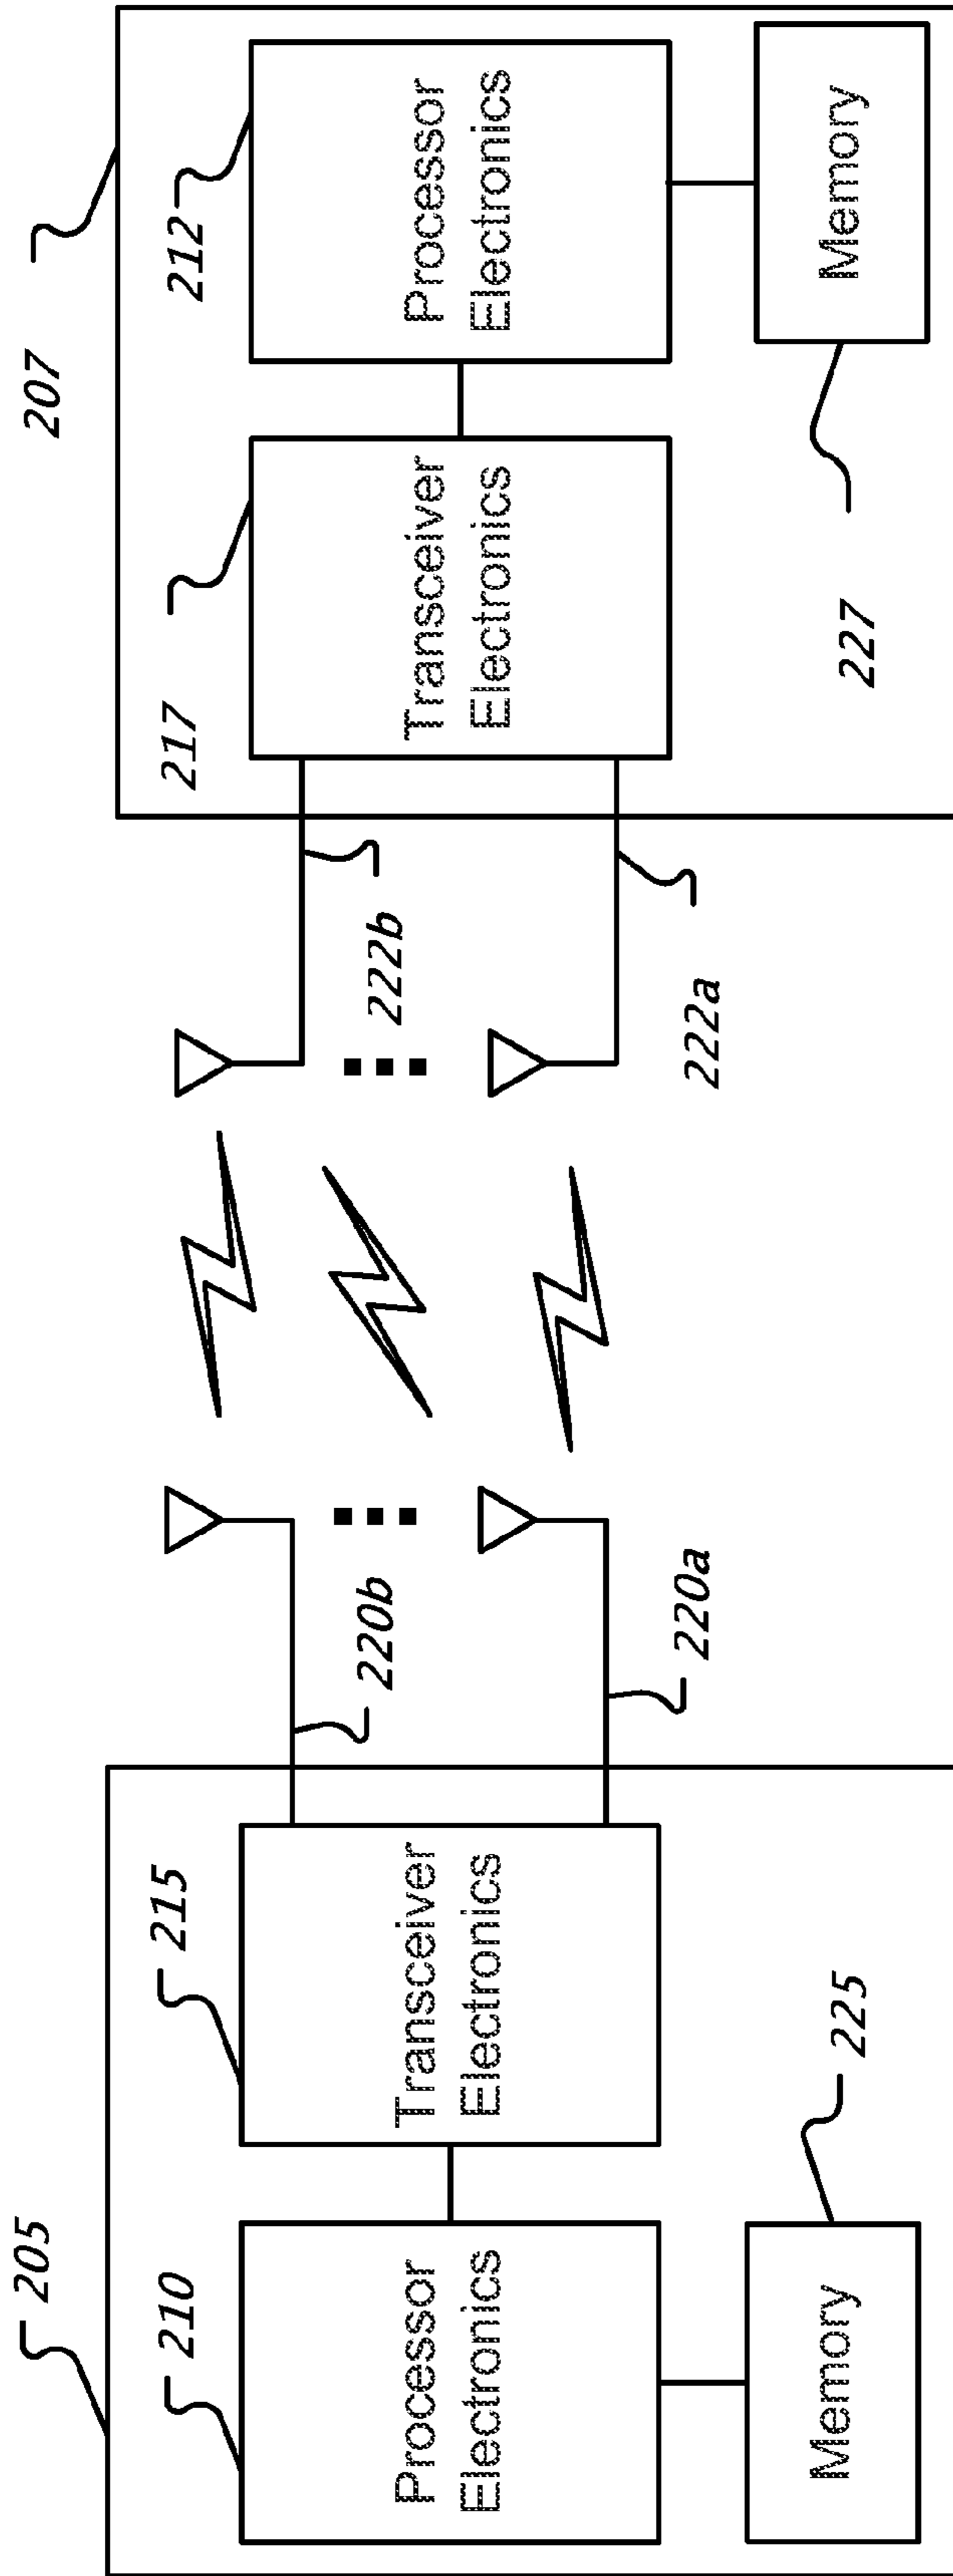 205
210
Processor
Electronics
215
Transceiver
Electronics
Memory
225
220b
220a
222b
222a
207
217
Transceiver
Electronics
212
Processor
Electronics
227
Memory